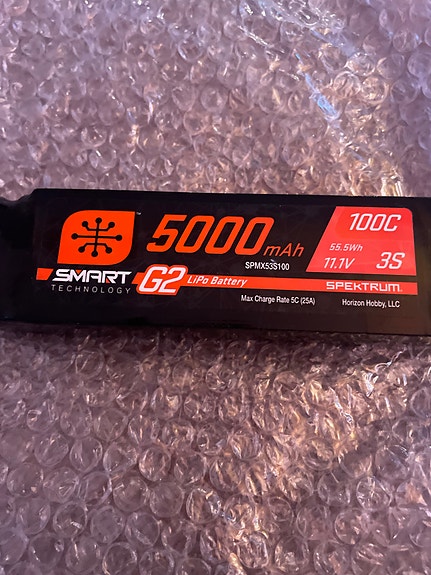 5000mAh
100C
55.5Wh
11.1V 3S
SPMX53S100
SMART
TECHNOLOGY
G2 LiPo Battery
SPEKTRUM
Max Charge Rate 5C (25A)
Horizon Hobby, LLC